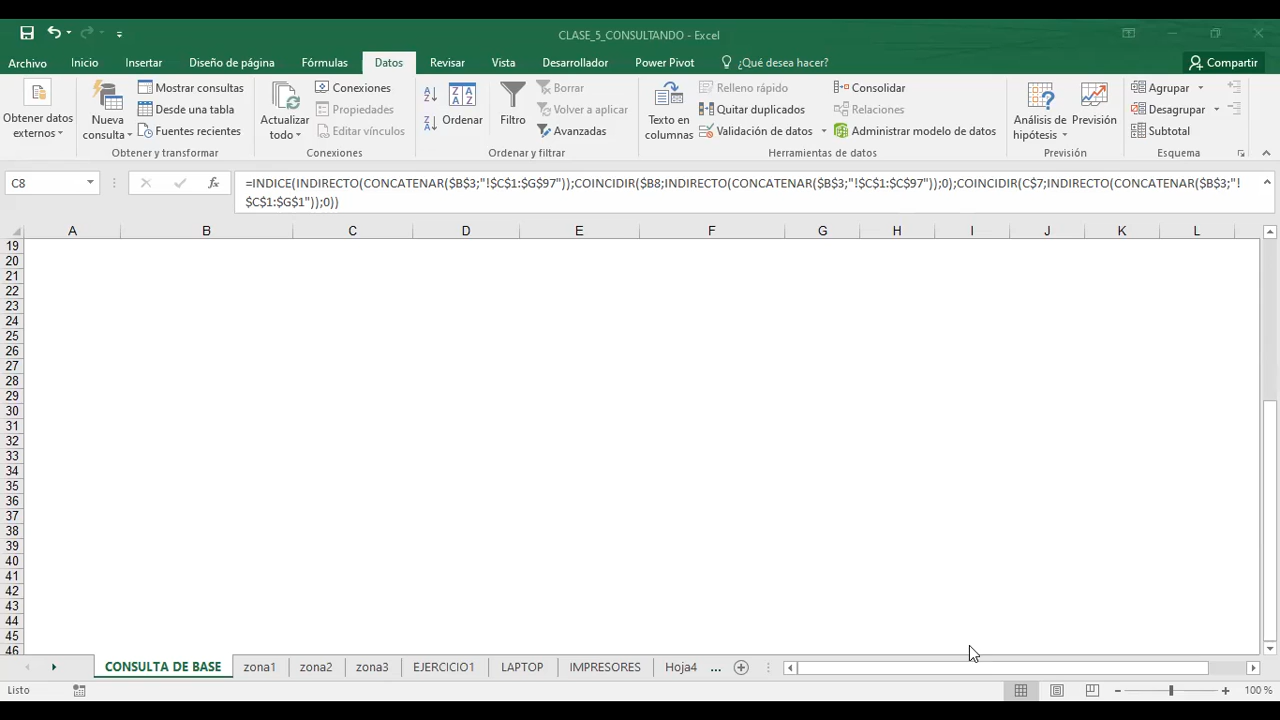 CLASE_5_CONSULTANDO - Excel
Archivo Inicio Insertar Diseño de página Fórmulas Datos Revisar Vista Desarrollador Power Pivot ¿Qué desea hacer? Compartir
Obtener datos externos
Nueva consulta
Mostrar consultas
Desde una tabla
Fuentes recientes
Obtener y transformar
Actualizar todo
Conexiones
Propiedades
Editar vínculos
Conexiones
Ordenar
Filtro
Borrar
Volver a aplicar
Avanzadas
Ordenar y filtrar
Texto en columnas
Relleno rápido
Quitar duplicados
Validación de datos
Consolidar
Relaciones
Administrar modelo de datos
Herramientas de datos
Análisis de hipótesis
Previsión
Previsión
Agrupar
Desagrupar
Subtotal
Esquema
C8
fx
=INDICE(INDIRECTO(CONCATENAR($B$3;"!$C$1:$G$97"));COINCIDIR($B8;INDIRECTO(CONCATENAR($B$3;"!$C$1:$C$97"));0);COINCIDIR(C$7;INDIRECTO(CONCATENAR($B$3;"!
$C$1:$G$1"));0))
A B C D E F G H I J K L
19
20
21
22
23
24
25
26
27
28
29
30
31
32
33
34
35
36
37
38
39
40
41
42
43
44
45
46
CONSULTA DE BASE zona1 zona2 zona3 EJERCICIO1 LAPTOP IMPRESORES Hoja4 ...
Listo
100 %